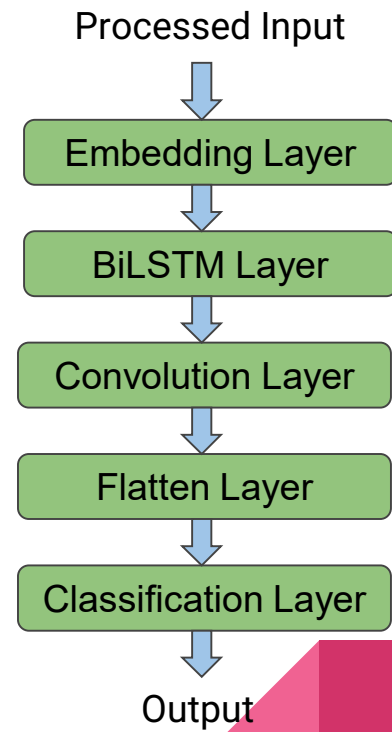 Processed Input
Embedding Layer
BiLSTM Layer
Convolution Layer
Flatten Layer
Classification Layer
Output